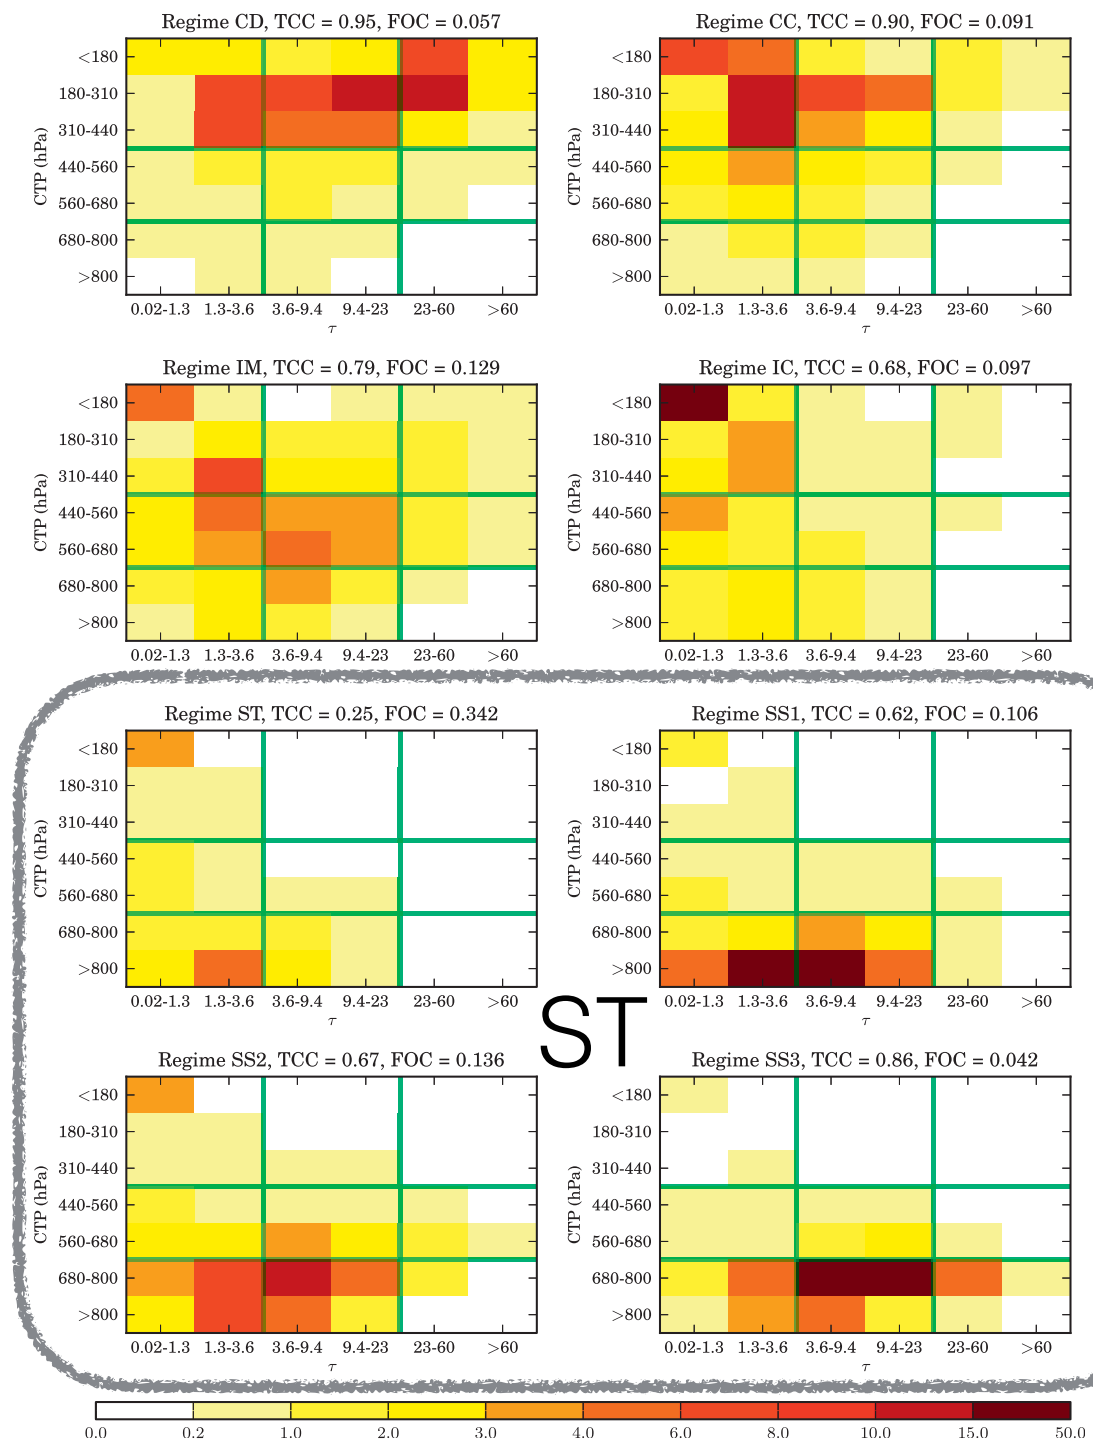 Regime CD, TCC = 0.95, FOC = 0.057
Regime CC, TCC = 0.90, FOC = 0.091
CTP (hPa)
<180
180-310
310-440
440-560
560-680
680-800
>800
0.02-1.3 1.3-3.6 3.6-9.4 9.4-23 23-60 >60
τ
CTP (hPa)
<180
180-310
310-440
440-560
560-680
680-800
>800
0.02-1.3 1.3-3.6 3.6-9.4 9.4-23 23-60 >60
τ
Regime IM, TCC = 0.79, FOC = 0.129
Regime IC, TCC = 0.68, FOC = 0.097
CTP (hPa)
<180
180-310
310-440
440-560
560-680
680-800
>800
0.02-1.3 1.3-3.6 3.6-9.4 9.4-23 23-60 >60
CTP (hPa)
<180
180-310
310-440
440-560
560-680
680-800
>800
0.02-1.3 1.3-3.6 3.6-9.4 9.4-23 23-60 >60
Regime ST, TCC = 0.25, FOC = 0.342
Regime SS1, TCC = 0.62, FOC = 0.106
CTP (hPa)
<180
180-310
310-440
440-560
560-680
680-800
>800
0.02-1.3 1.3-3.6 3.6-9.4 9.4-23 23-60 >60
τ
CTP (hPa)
<180
180-310
310-440
440-560
560-680
680-800
>800
0.02-1.3 1.3-3.6 3.6-9.4 9.4-23 23-60 >60
τ
ST
Regime SS2, TCC = 0.67, FOC = 0.136
Regime SS3, TCC = 0.86, FOC = 0.042
CTP (hPa)
<180
180-310
310-440
440-560
560-680
680-800
>800
0.02-1.3 1.3-3.6 3.6-9.4 9.4-23 23-60 >60
τ
CTP (hPa)
<180
180-310
310-440
440-560
560-680
680-800
>800
0.02-1.3 1.3-3.6 3.6-9.4 9.4-23 23-60 >60
τ
0.0 0.2 1.0 2.0 3.0 4.0 6.0 8.0 10.0 15.0 50.0